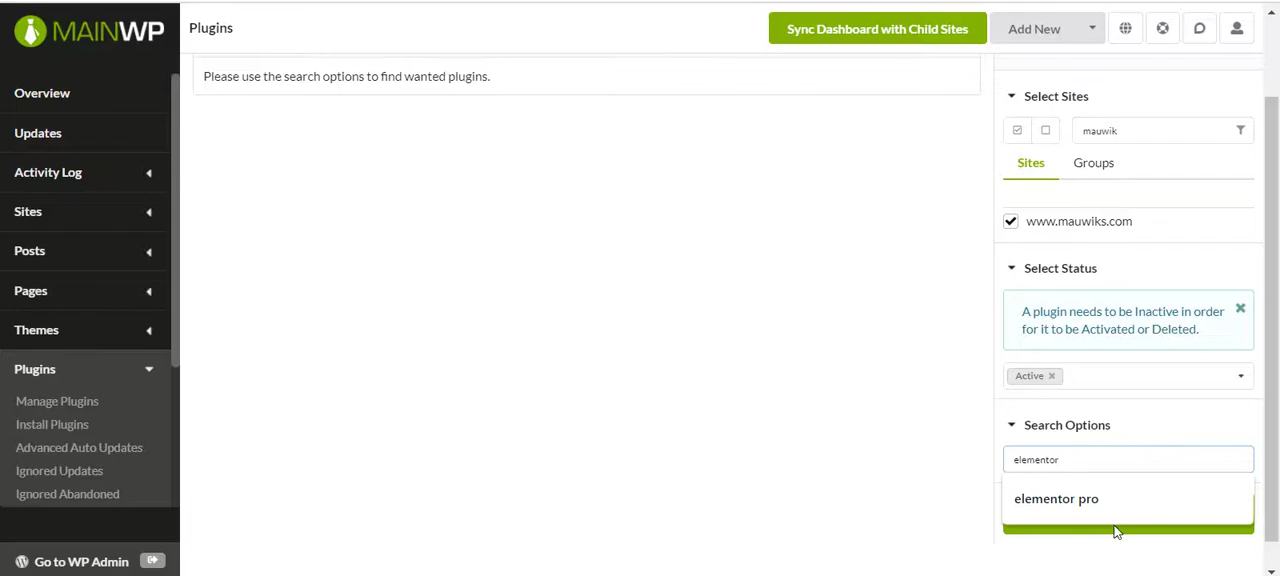 MAINWP
Plugins
Sync Dashboard with Child Sites
Add New
Overview
Updates
Activity Log
Sites
Posts
Pages
Themes
Plugins
Manage Plugins
Install Plugins
Advanced Auto Updates
Ignored Updates
Ignored Abandoned
Go to WP Admin
Please use the search options to find wanted plugins.
Select Sites
mauwik
Sites Groups
www.mauwiks.com
Select Status
A plugin needs to be Inactive in order
for it to be Activated or Deleted.
Active
Search Options
elementor
elementor pro